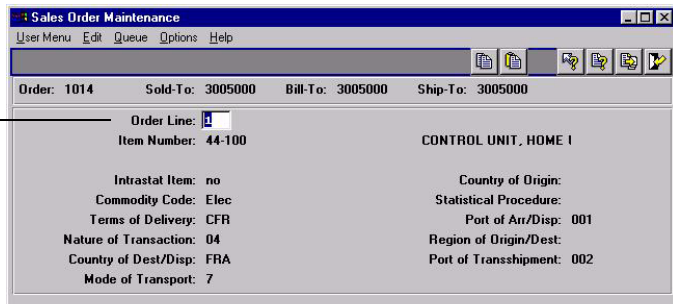 Sales Order Maintenance
User Menu Edit Queue Options Help
Order: 1014 Sold-To: 3005000 Bill-To: 3005000 Ship-To: 3005000
Order Line: 1
Item Number: 44-100 CONTROL UNIT, HOME
Intrastat Item: no Country of Origin:
Commodity Code: Elec Statistical Procedure:
Terms of Delivery: CFR Port of Arr/Disp: 001
Nature of Transaction: 04 Region of Origin/Dest:
Country of Dest/Disp: FRA Port of Transshipment: 002
Mode of Transport: 7